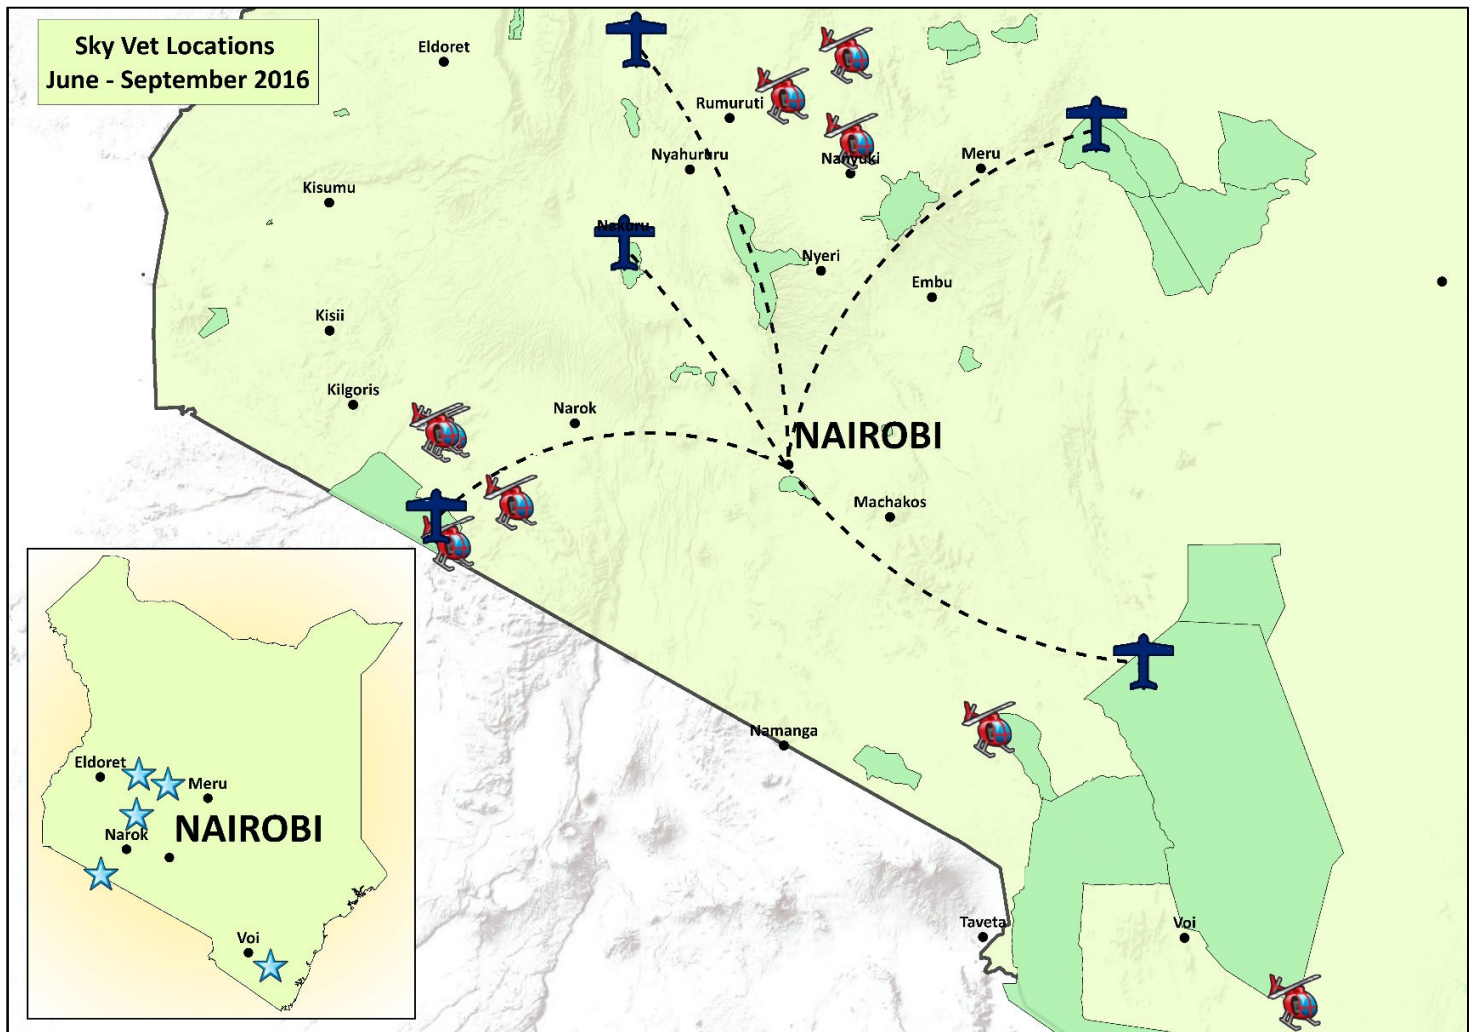 Sky Vet Locations
June - September 2016
Eldoret
Rumuruti
Nyahururu
Nanyuki
Meru
Kisumu
Nakuru
Nyeri
Embu
Kisii
Kilgoris
Narok
NAIROBI
Machakos
Namanga
Taveta
Voi
Eldoret
Meru
NAIROBI
Narok
Voi